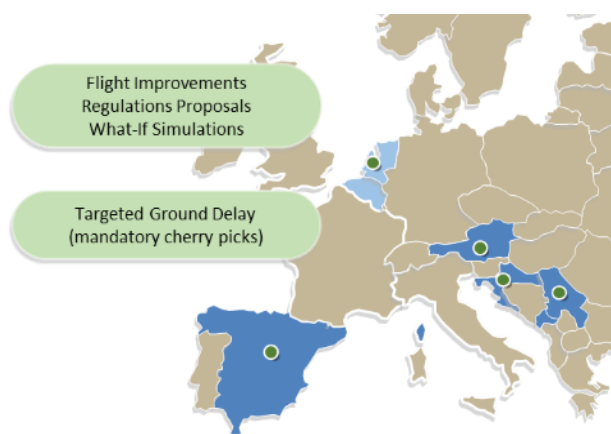 Flight Improvements
Regulations Proposals
What-If Simulations
Targeted Ground Delay
(mandatory cherry picks)